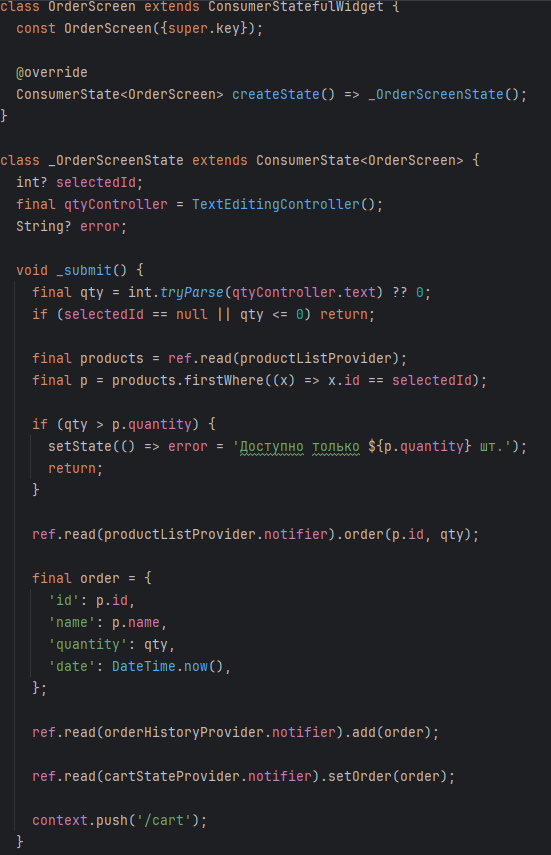 class OrderScreen extends ConsumerStatefulWidget {
  const OrderScreen({super.key});

  @override
  ConsumerState<OrderScreen> createState() => _OrderScreenState();
}

class _OrderScreenState extends ConsumerState<OrderScreen> {
  int? selectedId;
  final qtyController = TextEditingController();
  String? error;

  void _submit() {
    final qty = int.tryParse(qtyController.text) ?? 0;
    if (selectedId == null || qty <= 0) return;

    final products = ref.read(productListProvider);
    final p = products.firstWhere((x) => x.id == selectedId);

    if (qty > p.quantity) {
      setState(() => error = 'Доступно только ${p.quantity} шт.');
      return;
    }

    ref.read(productListProvider.notifier).order(p.id, qty);

    final order = {
      'id': p.id,
      'name': p.name,
      'quantity': qty,
      'date': DateTime.now(),
    };

    ref.read(orderHistoryProvider.notifier).add(order);

    ref.read(cartStateProvider.notifier).setOrder(order);

    context.push('/cart');
  }